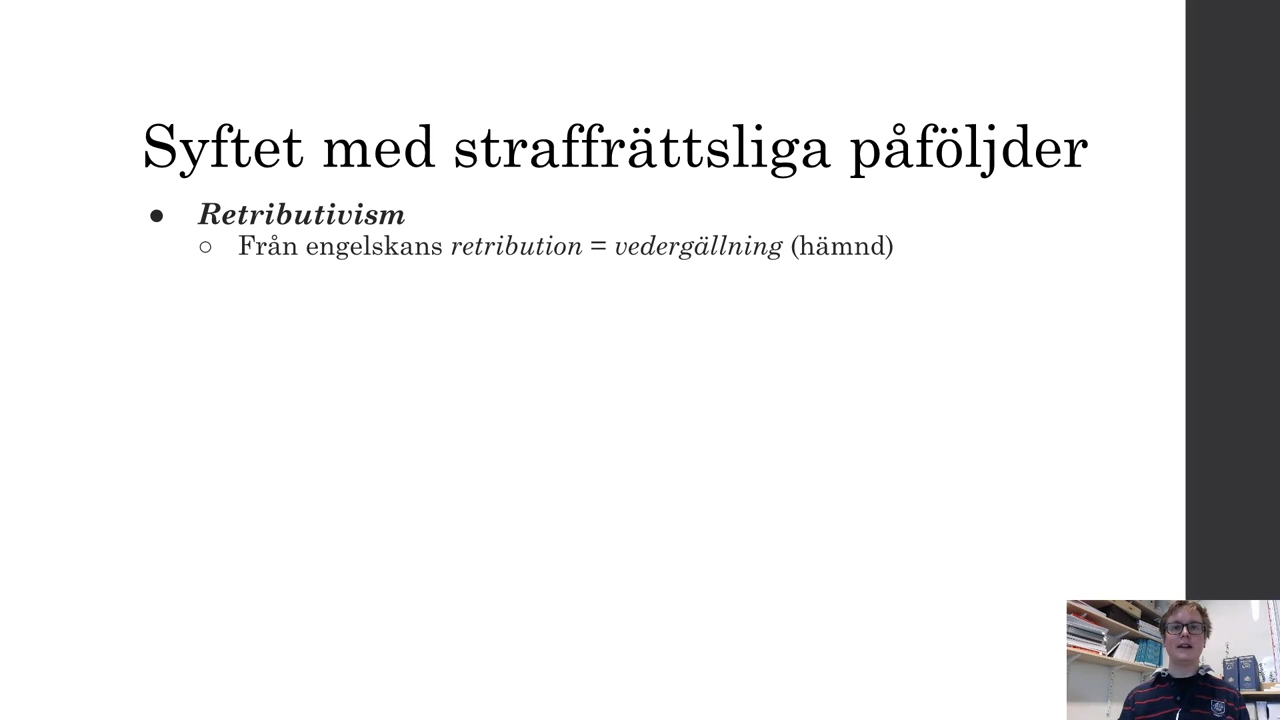 Syftet med straffrättsliga påföljder
● Retributivism
○ Från engelskans retribution = vedergällning (hämnd)